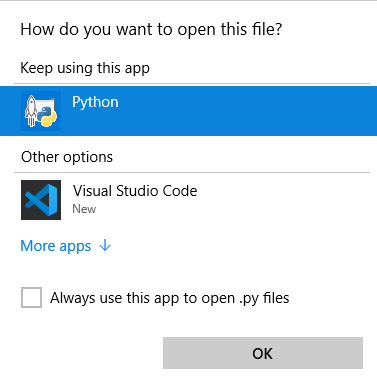 How do you want to open this file?
Keep using this app
Python
Other options
Visual Studio Code
New
More apps
Always use this app to open .py files
OK